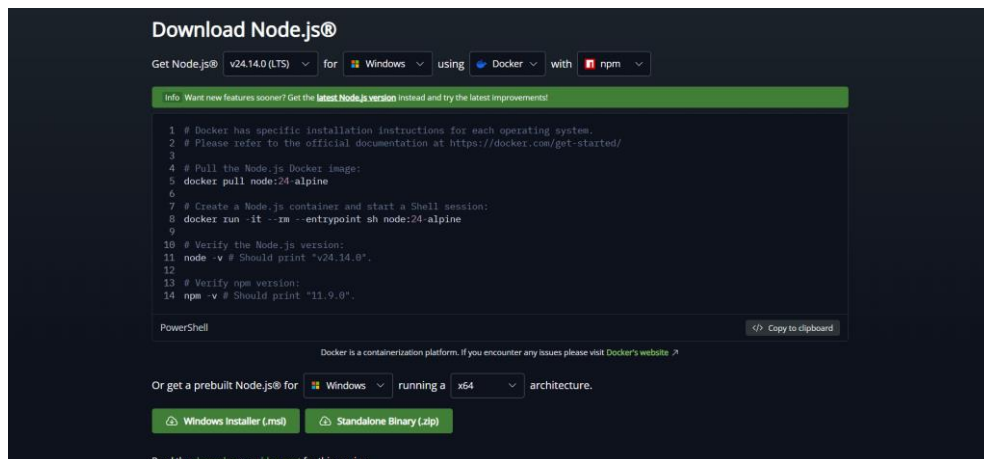 Download Node.js®
Get Node.js® v24.14.0 (LTS) for Windows using Docker with npm
Info Want new features sooner? Get the latest Node.js version instead and try the latest improvements!
1 # Docker has specific installation instructions for each operating system.
2 # Please refer to the official documentation at https://docker.com/get-started/
3
4 # Pull the Node.js Docker image:
5 docker pull node:24-alpine
6
7 # Create a Node.js container and start a Shell session:
8 docker run -it --rm --entrypoint sh node:24-alpine
9
10 # Verify the Node.js version:
11 node -v # Should print "v24.14.0".
12
13 # Verify npm version:
14 npm -v # Should print "11.9.0".
PowerShell </> Copy to clipboard
Docker is a containerization platform. If you encounter any issues please visit Docker's website ↗
Or get a prebuilt Node.js® for Windows running a x64 architecture.
Windows Installer (.msi) Standalone Binary (.zip)